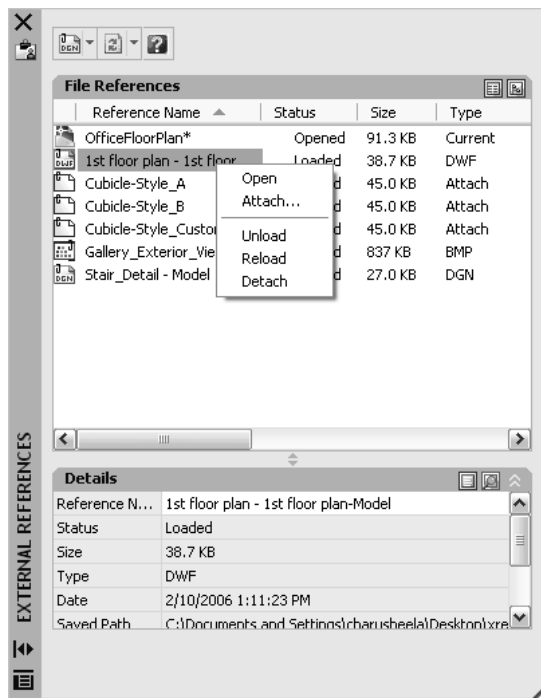 DGN
File References
Reference Name Status Size Type
OfficeFloorPlan* Opened 91.3 KB Current
DWF 1st floor plan - 1st floor Loaded 38.7 KB DWF
Cubicle-Style_A d 45.0 KB Attach
Cubicle-Style_B d 45.0 KB Attach
Cubicle-Style_Custo d 45.0 KB Attach
Gallery_Exterior_Vie d 837 KB BMP
DGN Stair_Detail - Model d 27.0 KB DGN
Open
Attach...
Unload
Reload
Detach
EXTERNAL REFERENCES
Details
Reference N... 1st floor plan - 1st floor plan-Model
Status Loaded
Size 38.7 KB
Type DWF
Date 2/10/2006 1:11:23 PM
Saved Path C:\Documents and Settings\charusheela\Desktop\xre